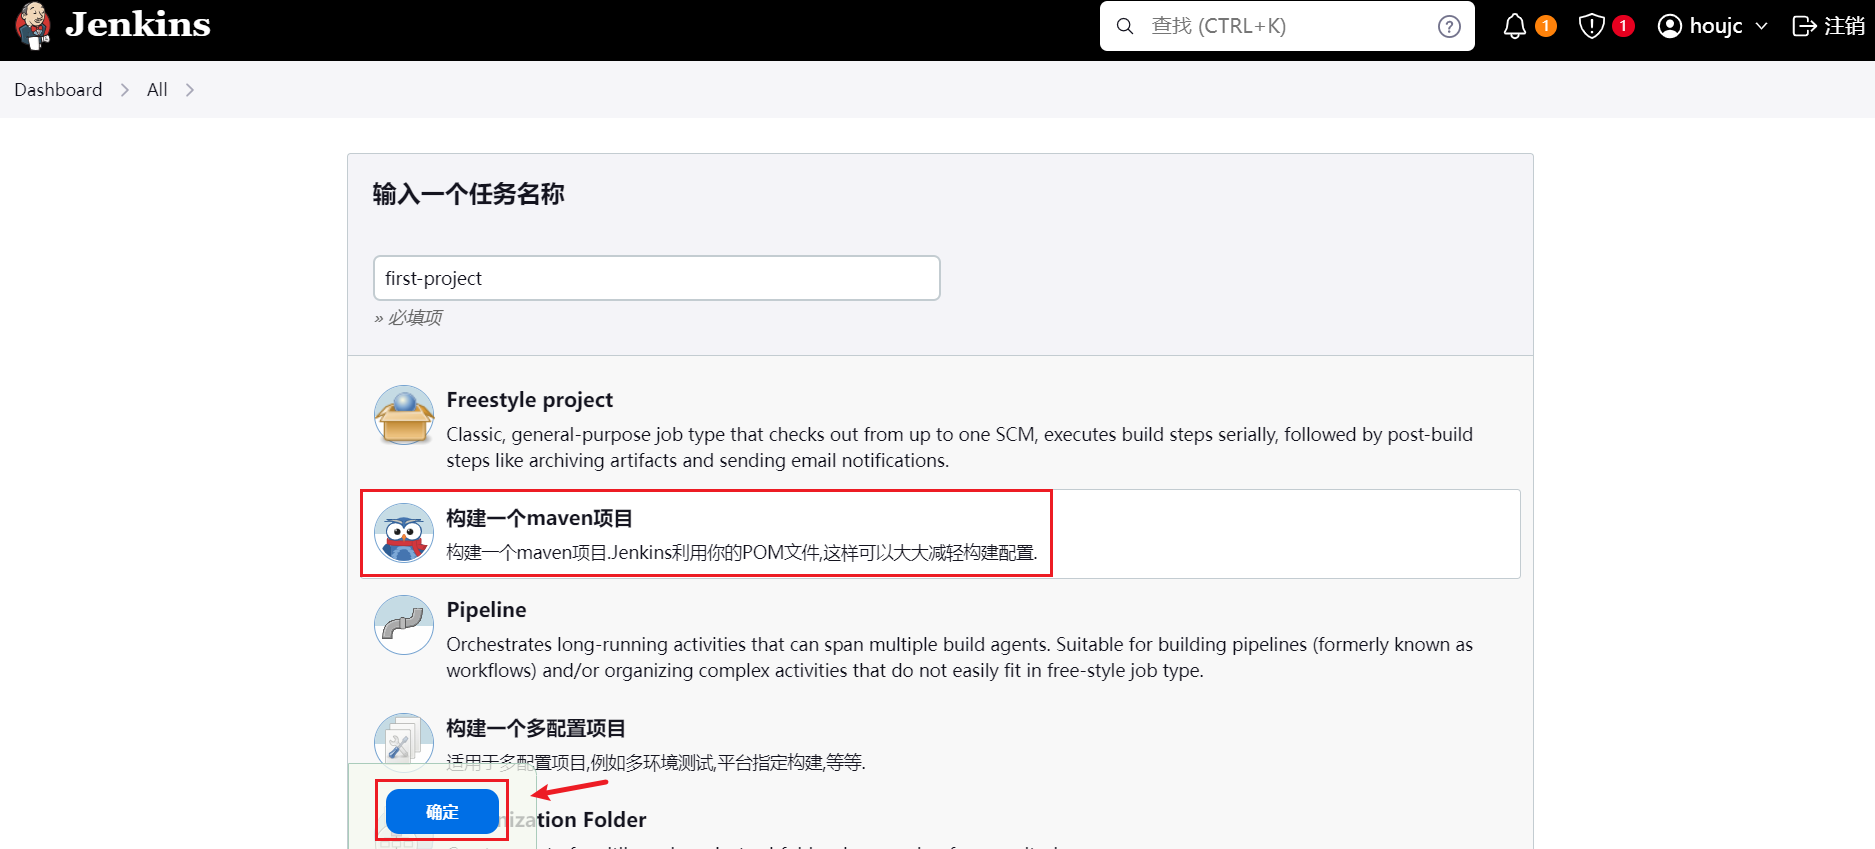 Jenkins
查找 (CTRL+K)
1
1
houjc
注销
Dashboard
All
输入一个任务名称
first-project
» 必填项
Freestyle project
Classic, general-purpose job type that checks out from up to one SCM, executes build steps serially, followed by post-build
steps like archiving artifacts and sending email notifications.
构建一个maven项目
构建一个maven项目.Jenkins利用你的POM文件,这样可以大大减轻构建配置.
Pipeline
Orchestrates long-running activities that can span multiple build agents. Suitable for building pipelines (formerly known as
workflows) and/or organizing complex activities that do not easily fit in free-style job type.
构建一个多配置项目
适用于多配置项目,例如多环境测试,平台指定构建,等等.
确定
nization Folder